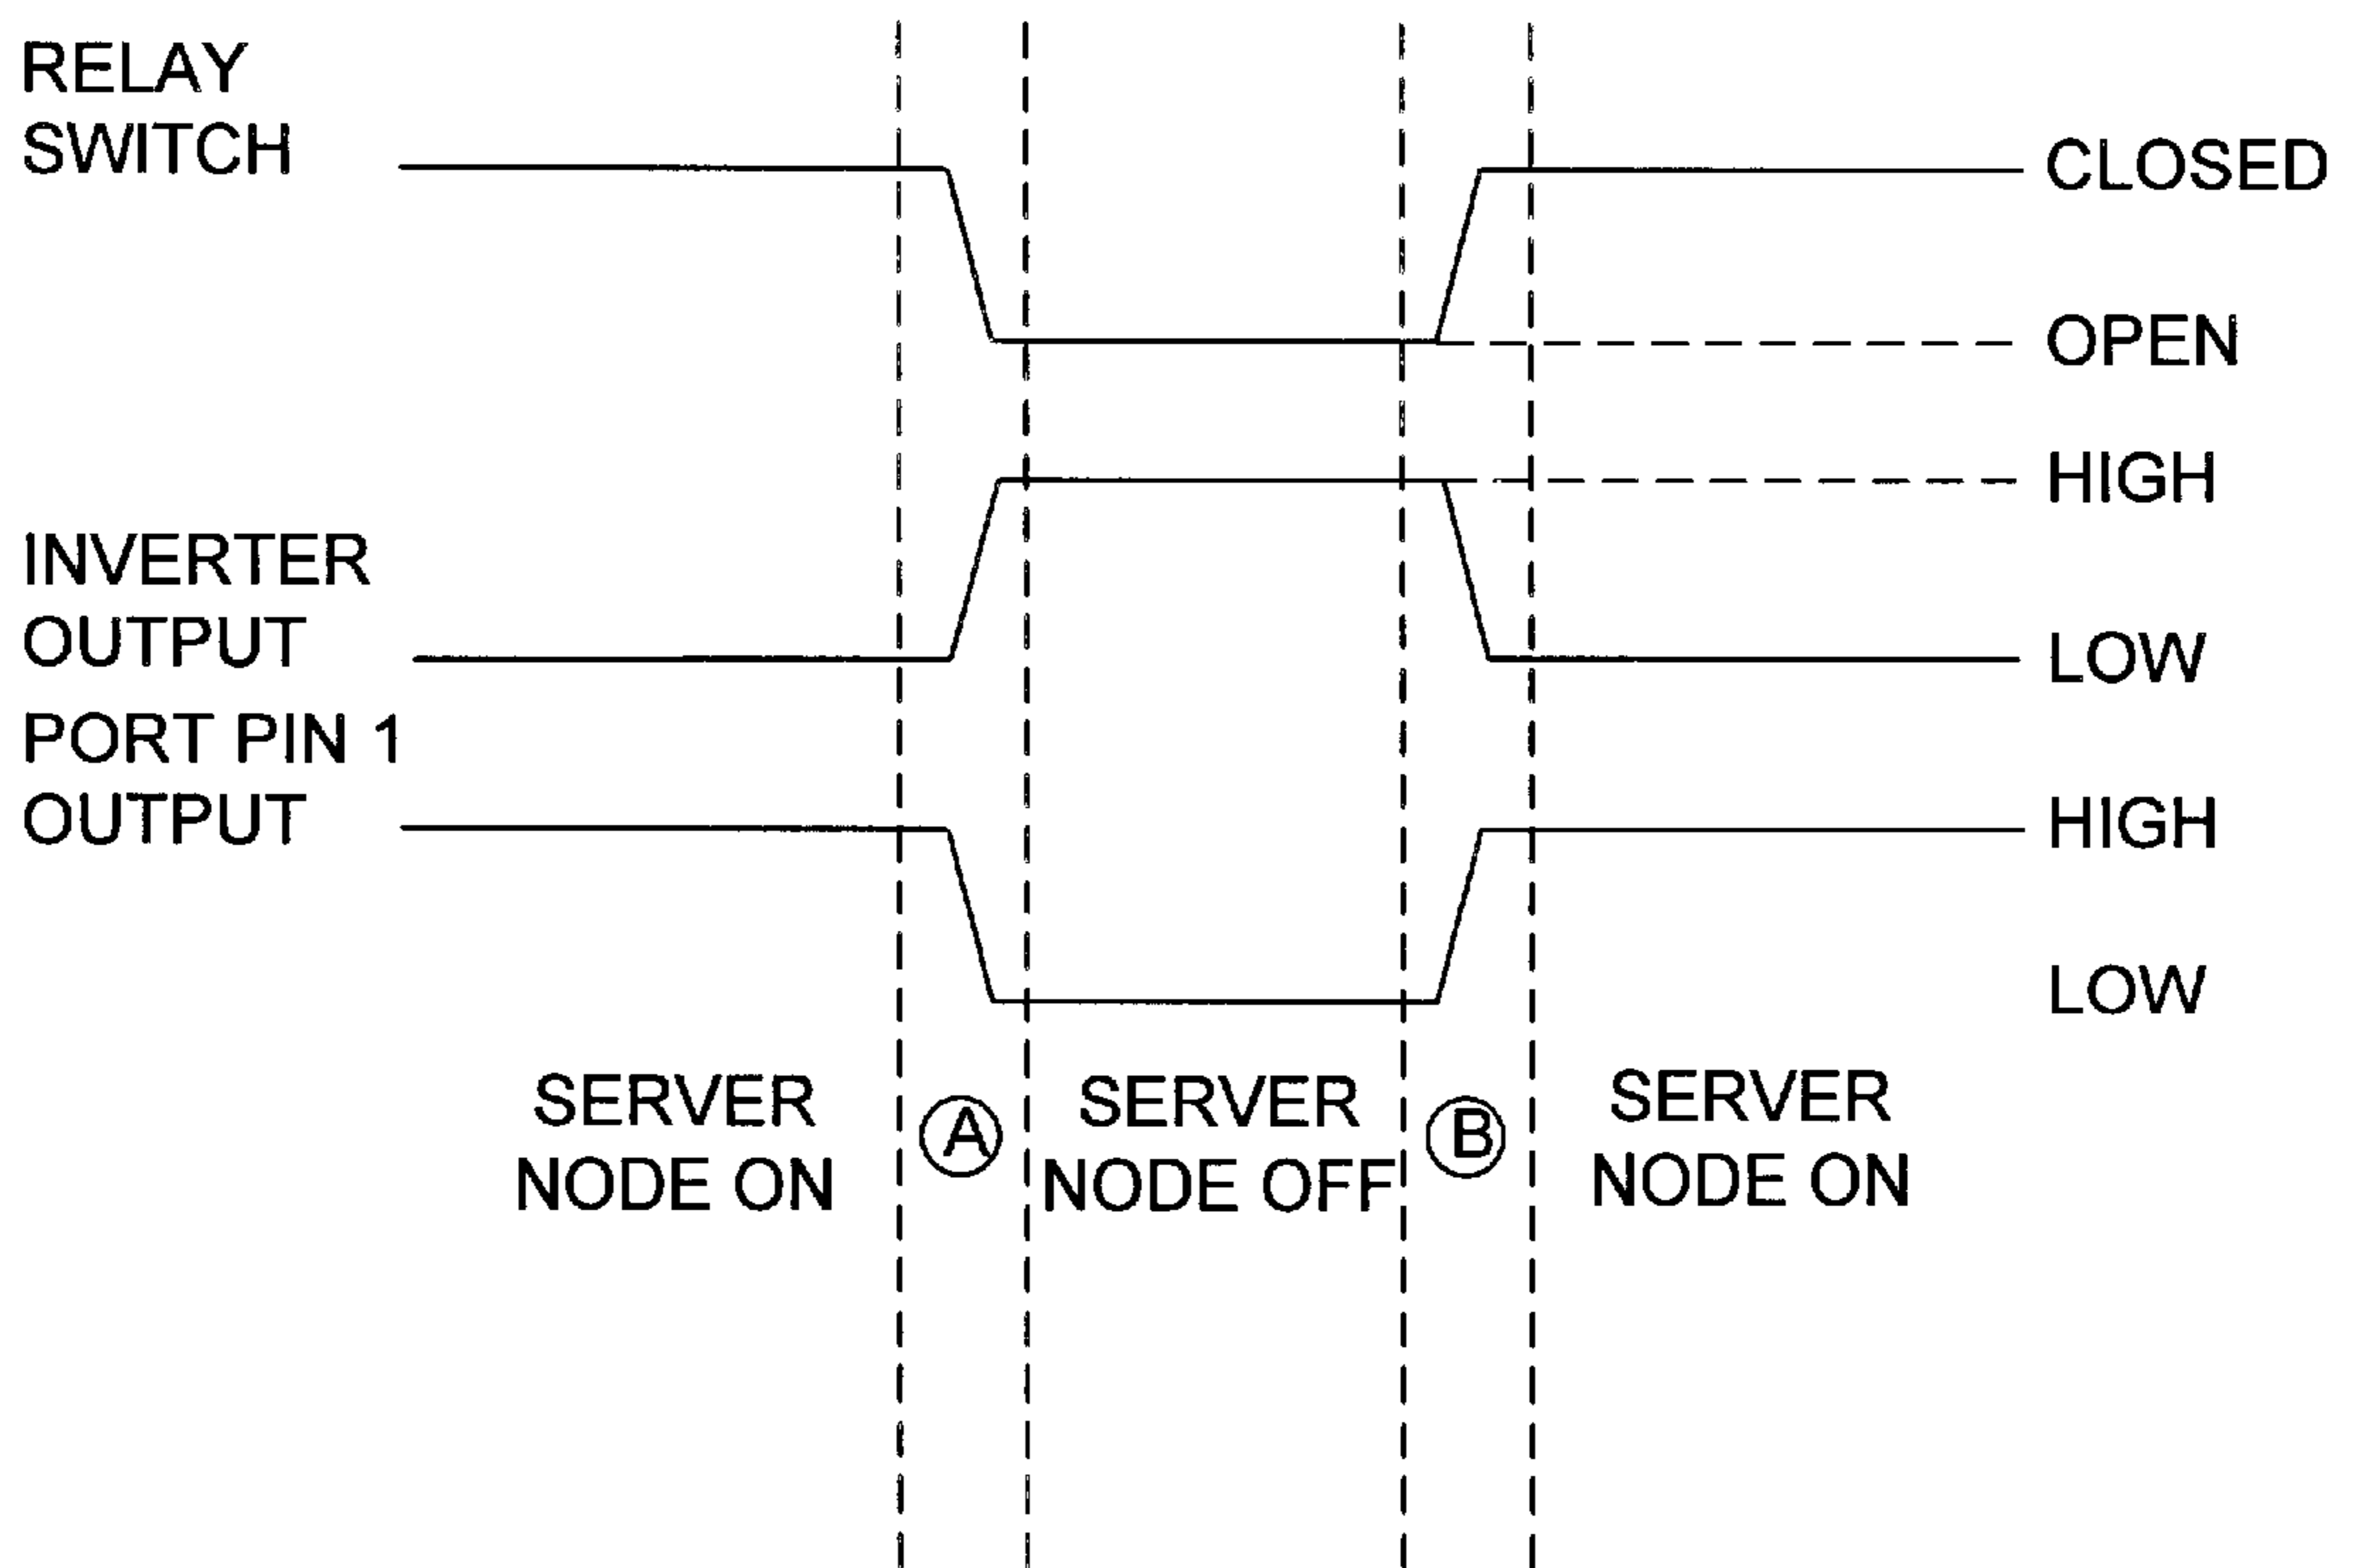 RELAY
SWITCH
CLOSED
OPEN
HIGH
INVERTER
OUTPUT
LOW
PORT PIN 1
OUTPUT
HIGH
LOW
SERVER
NODE ON
A
SERVER
NODE OFF
B
SERVER
NODE ON